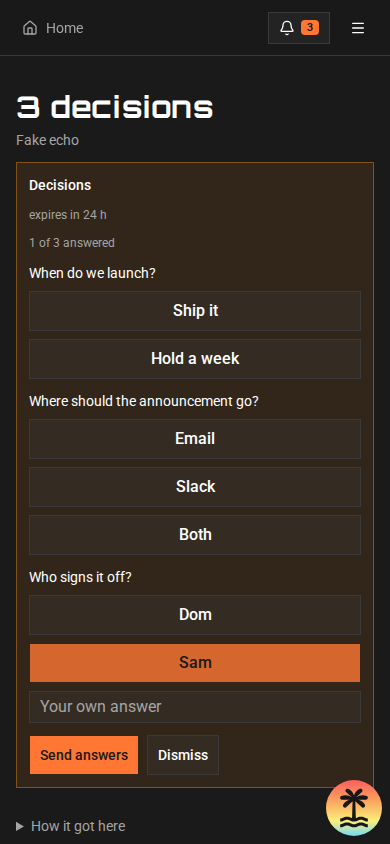 Home
3
3 decisions
Fake echo
Decisions
expires in 24 h
1 of 3 answered
When do we launch?
Ship it
Hold a week
Where should the announcement go?
Email
Slack
Both
Who signs it off?
Dom
Sam
Your own answer
Send answers
Dismiss
How it got here